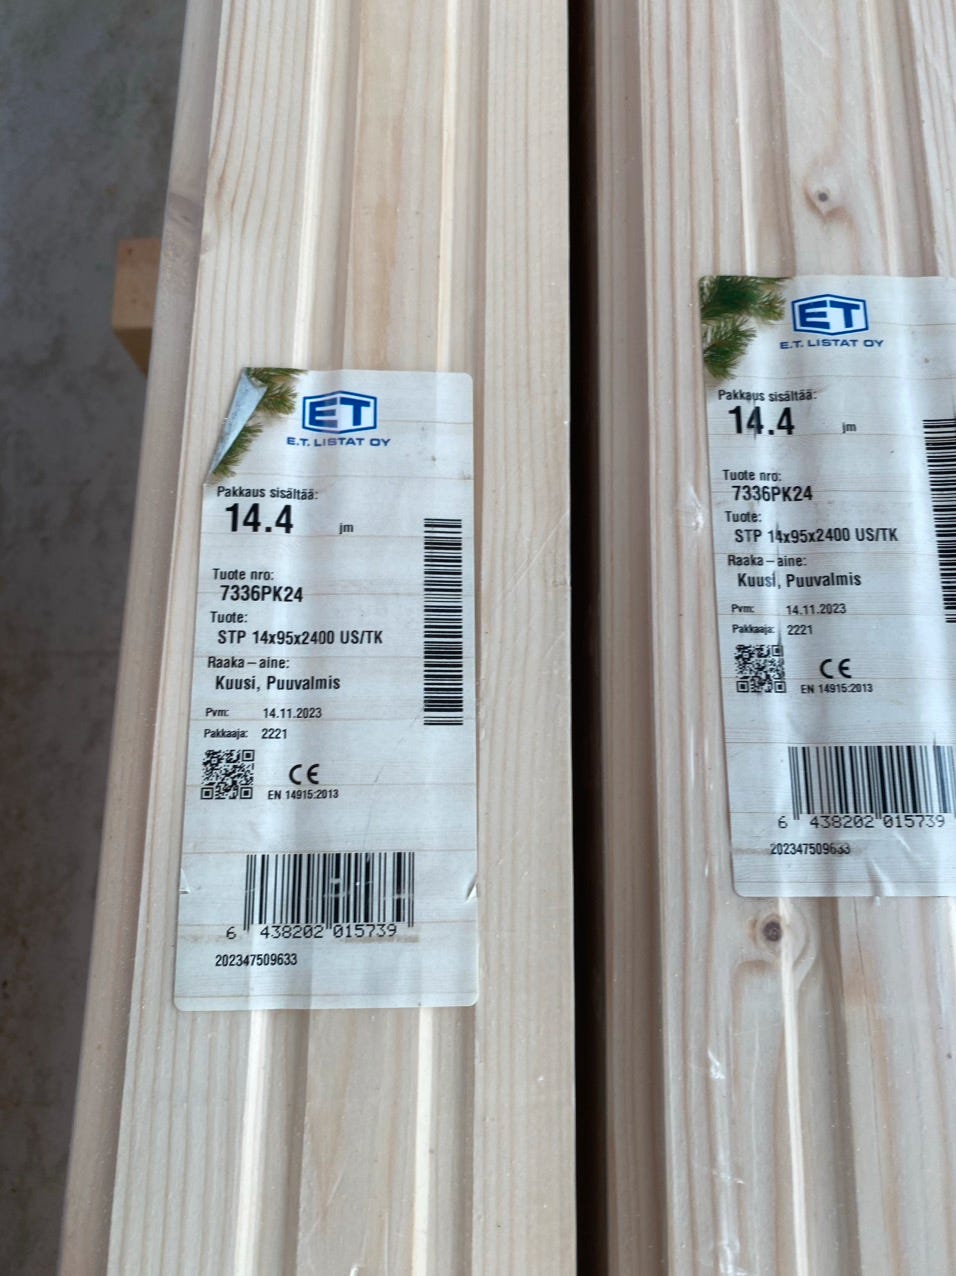 ET
E.T. LISTAT OY
Pakkaus sisältää:
14.4 jm
Tuote nro:
7336PK24
Tuote:
STP 14x95x2400 US/TK
Raaka-aine:
Kuusi, Puuvalmis
Pvm: 14.11.2023
Pakkaaja: 2221
CE
EN 14915:2013
6 438202 015739
202347509633
ET
E.T. LISTAT OY
Pakkaus sisältää:
14.4 jm
Tuote nro:
7336PK24
Tuote:
STP 14x95x2400 US/TK
Raaka-aine:
Kuusi, Puuvalmis
Pvm: 14.11.2023
Pakkaaja: 2221
CE
EN 14915:2013
6 438202 015739
202347509633